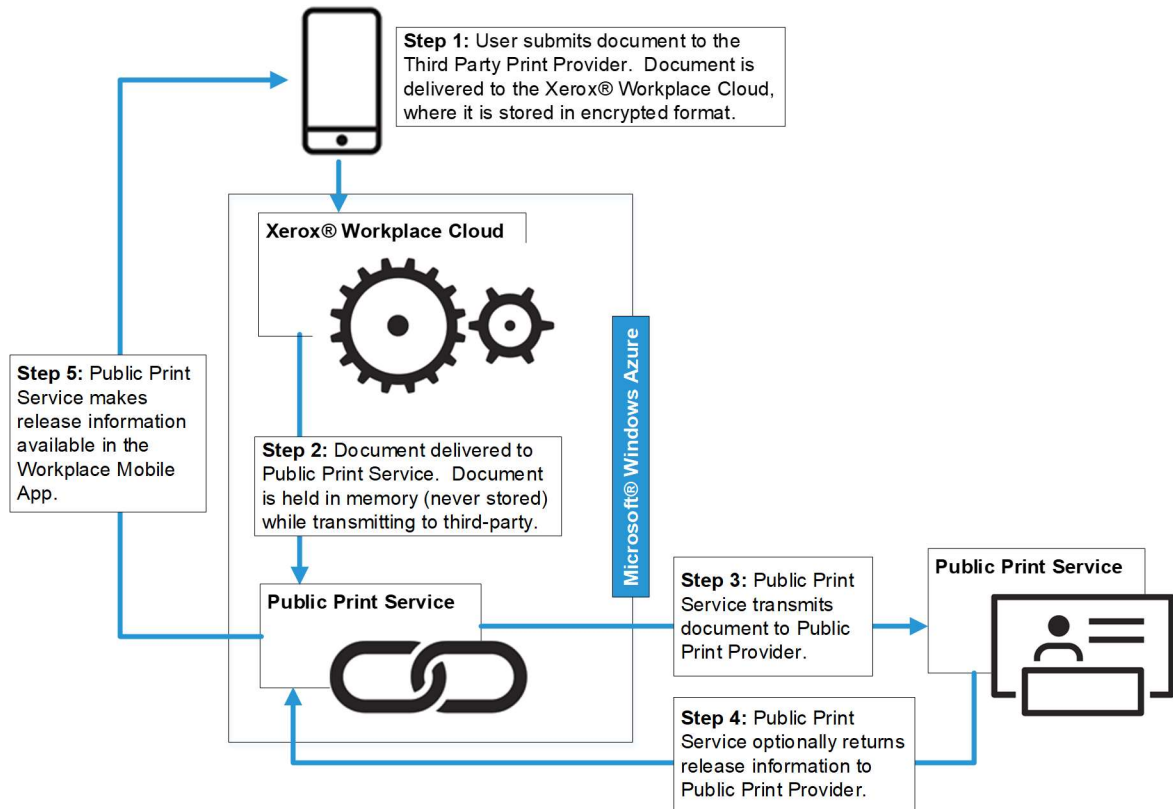 Step 1: User submits document to the
Third Party Print Provider.  Document is
delivered to the Xerox® Workplace Cloud,
where it is stored in encrypted format.
Xerox® Workplace Cloud
Microsoft® Windows Azure
Step 5: Public Print
Service makes
release information
available in the
Workplace Mobile
App.
Step 2: Document delivered to
Public Print Service.  Document
is held in memory (never stored)
while transmitting to third-party.
Public Print Service
Step 3: Public Print
Service transmits
document to Public
Print Provider.
Public Print Service
Step 4: Public Print
Service optionally returns
release information to
Public Print Provider.